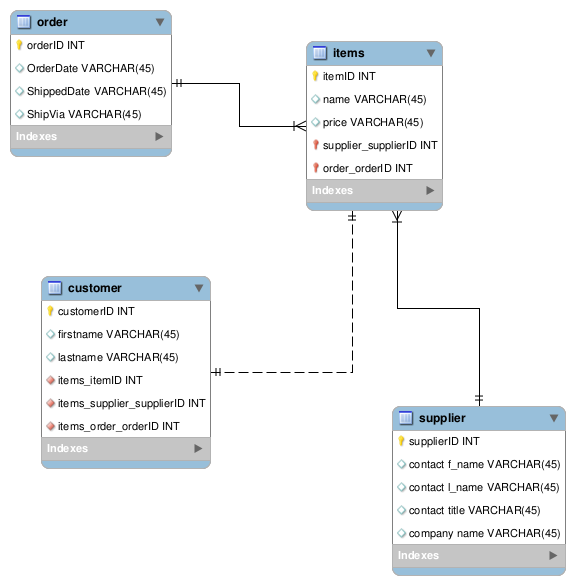 order
orderID INT
OrderDate VARCHAR(45)
ShippedDate VARCHAR(45)
ShipVia VARCHAR(45)
Indexes
items
itemID INT
name VARCHAR(45)
price VARCHAR(45)
supplier_supplierID INT
order_orderID INT
Indexes
customer
customerID INT
firstname VARCHAR(45)
lastname VARCHAR(45)
items_itemID INT
items_supplier_supplierID INT
items_order_orderID INT
Indexes
supplier
supplierID INT
contact f_name VARCHAR(45)
contact l_name VARCHAR(45)
contact title VARCHAR(45)
company name VARCHAR(45)
Indexes